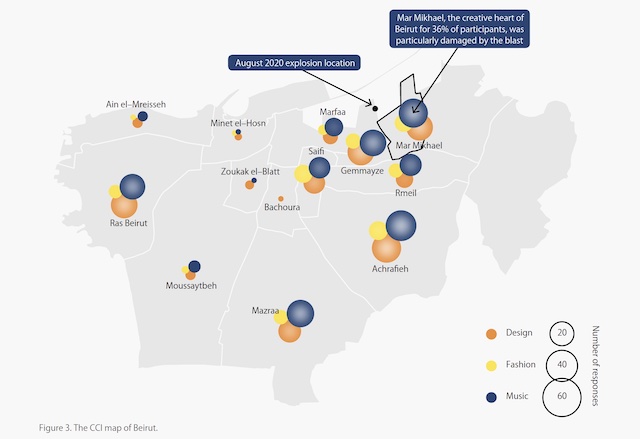 Mar Mikhael, the creative heart of
Beirut for 36% of participants, was
particularly damaged by the blast
August 2020 explosion location
Ain el–Mreisseh
Minet el–Hosn
Marfaa
Mar Mikhael
Saifi
Gemmayze
Zoukak el–Blatt
Rmeil
Bachoura
Ras Beirut
Achrafieh
Moussaytbeh
Mazraa
Design
20
Fashion
40
Music
60
Number of responses
Figure 3. The CCI map of Beirut.